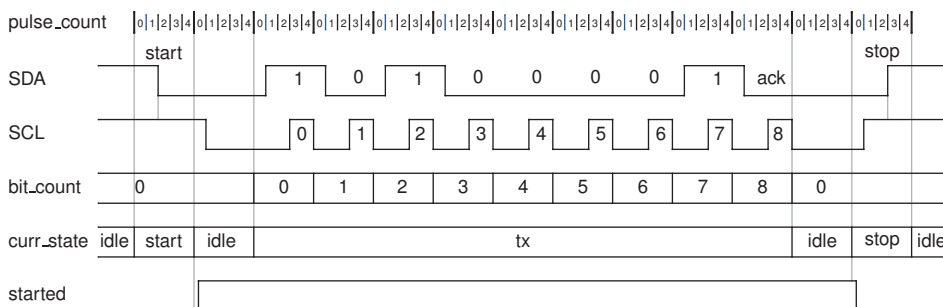 pulse_count 0 1 2 3 4 0 1 2 3 4 0 1 2 3 4 0 1 2 3 4 0 1 2 3 4 0 1 2 3 4 0 1 2 3 4 0 1 2 3 4 0 1 2 3 4 0 1 2 3 4 0 1 2 3 4 0 1 2 3 4 0 1 2 3 4
start stop
SDA 1 0 1 0 0 0 0 1 ack
SCL 0 1 2 3 4 5 6 7 8
bit_count 0 0 1 2 3 4 5 6 7 8 0
curr_state idle start idle tx idle stop idle
started